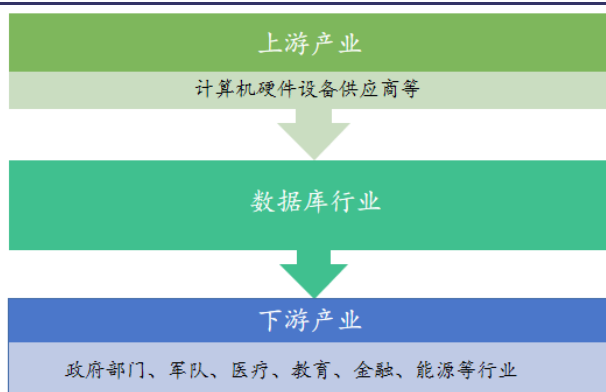 上游产业
计算机硬件设备供应商等
数据库行业
下游产业
政府部门、军队、医疗、教育、金融、能源等行业